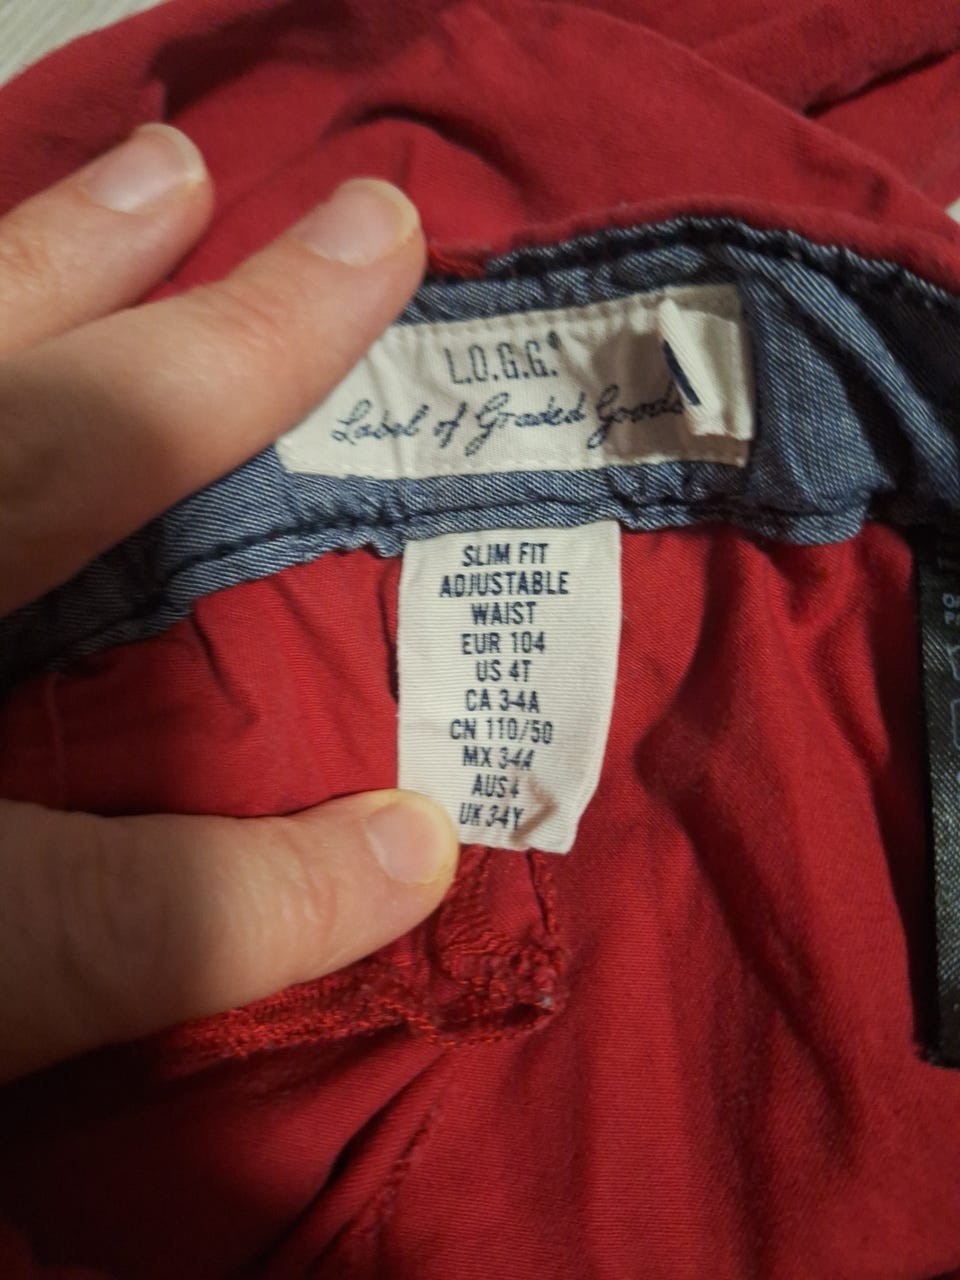 L.O.G.G.®
Label of Graded Goods
SLIM FIT
ADJUSTABLE
WAIST
EUR 104
US 4T
CA 3-4A
CN 110/50
MX 3-4A
AUS 4
UK 3-4Y